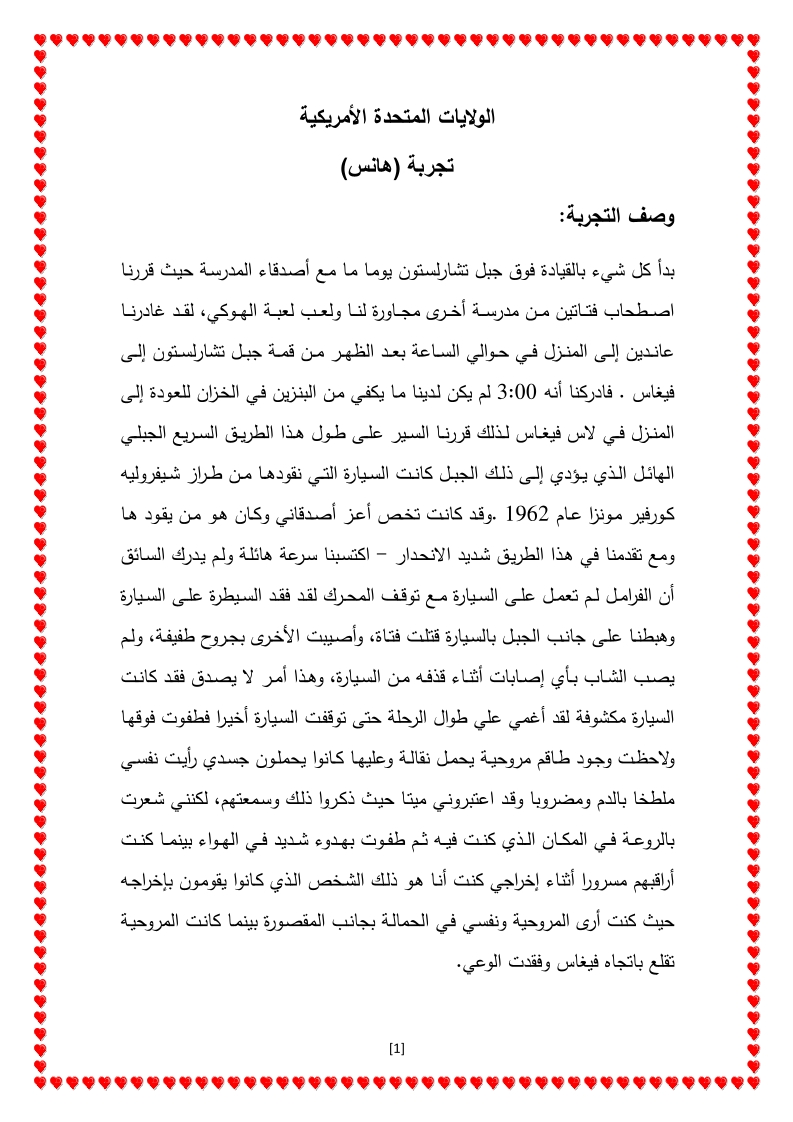 الولايات المتحدة الأمريكية
تجربة (هانس)
وصف التجربة:
بدأ كل شيء بالقيادة فوق جبل تشارلستون يوما ما مع أصدقاء المدرسة حيث قررنا
اصطحاب فتاتين من مدرسة أخرى مجاورة لنا ولعب لعبة الهوكي، لقد غادرنا
عاندين إلى المنزل في حوالي الساعة بعد الظهر من قمة جبل تشارلستون إلى
فيغاس . فادركنا أنه 3:00 لم يكن لدينا ما يكفي من البنزين في الخزان للعودة إلى
المنزل في لاس فيغاس لذلك قررنا السير على طول هذا الطريق السريع الجبلي
الهائل الذي يؤدي إلى ذلك الجبل كانت السيارة التي نقودها من طراز شيفروليه
كورفير مونزا عام 1962 .وقد كانت تخص أعز أصدقاني وكان هو من يقود ها
ومع تقدمنا في هذا الطريق شديد الانحدار – اكتسبنا سرعة هائلة ولم يدرك السائق
أن الفرامل لم تعمل على السيارة مع توقف المحرك لقد فقد السيطرة على السيارة
وهبطنا على جانب الجبل بالسيارة قتلت فتاة، وأصيبت الأخرى بجروح طفيفة، ولم
يصب الشاب بأي إصابات أثناء قذفه من السيارة، وهذا أمر لا يصدق فقد كانت
السيارة مكشوفة لقد أغمي علي طوال الرحلة حتى توقفت السيارة أخيرا فطفوت فوقها
ولاحظت وجود طاقم مروحية يحمل نقالة وعليها كانوا يحملون جسدي رأيت نفسي
ملطخا بالدم ومضروبا وقد اعتبروني ميتا حيث ذكروا ذلك وسمعتهم، لكنني شعرت
بالروعة في المكان الذي كنت فيه ثم طفوت بهدوء شديد في الهواء بينما كنت
أراقبهم مسرورا أثناء إخراجي كنت أنا هو ذلك الشخص الذي كانوا يقومون بإخراجه
حيث كنت أرى المروحية ونفسي في الحمالة بجانب المقصورة بينما كانت المروحية
تقلع باتجاه فيغاس وفقدت الوعي.
[1]